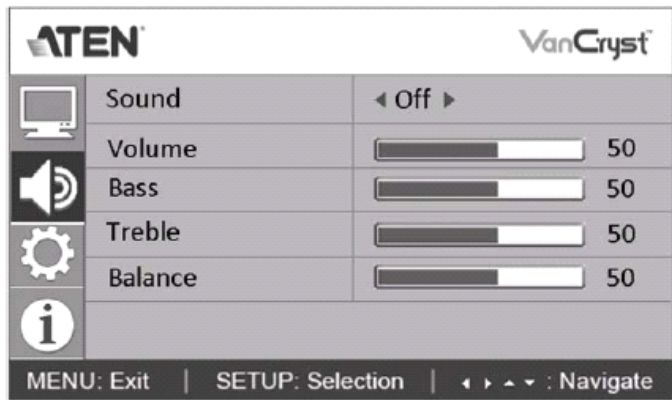 ATEN VanCryst
Sound Off
Volume 50
Bass 50
Treble 50
Balance 50
MENU: Exit | SETUP: Selection | : Navigate